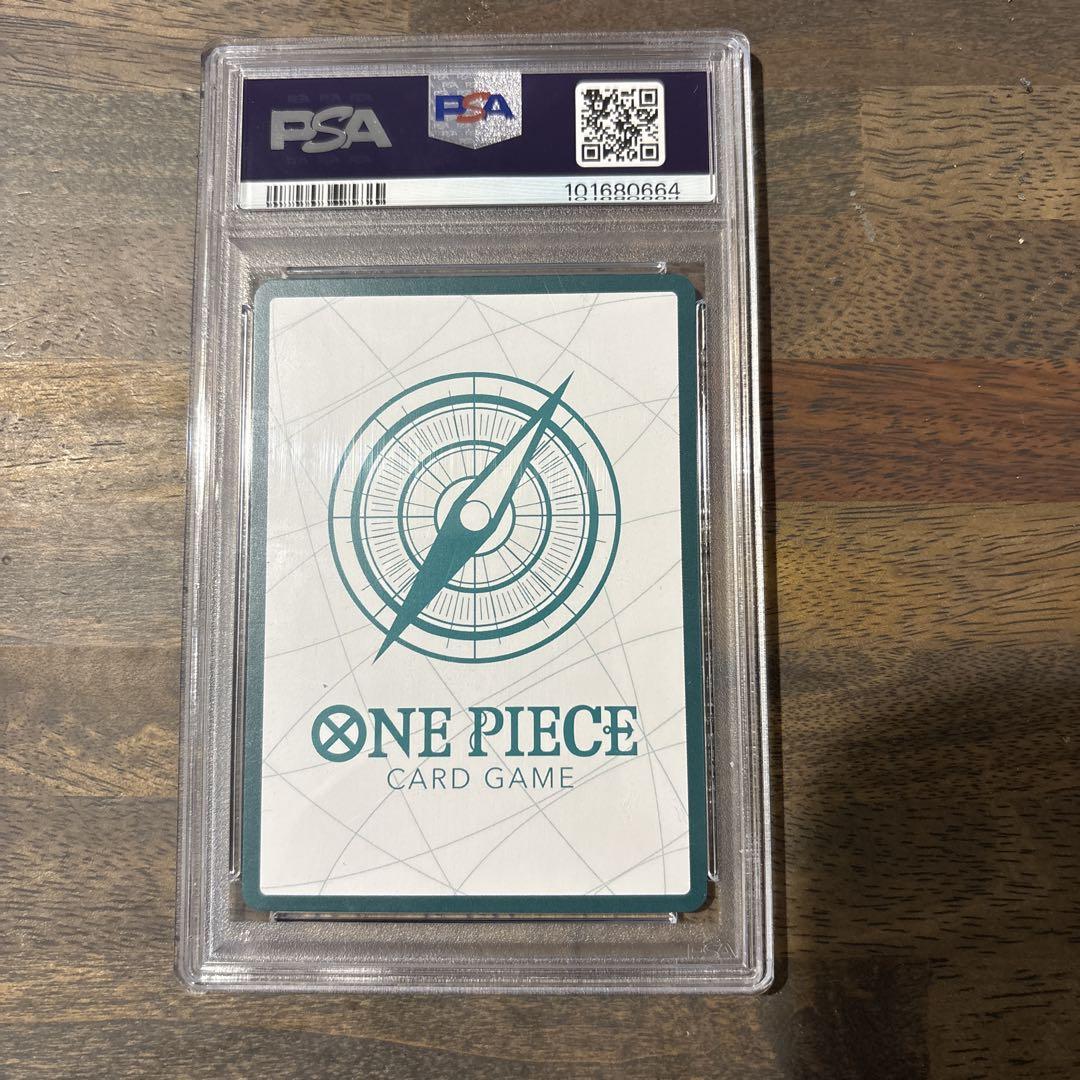 PSA
PSA
101680664
ONE PIECE
CARD GAME